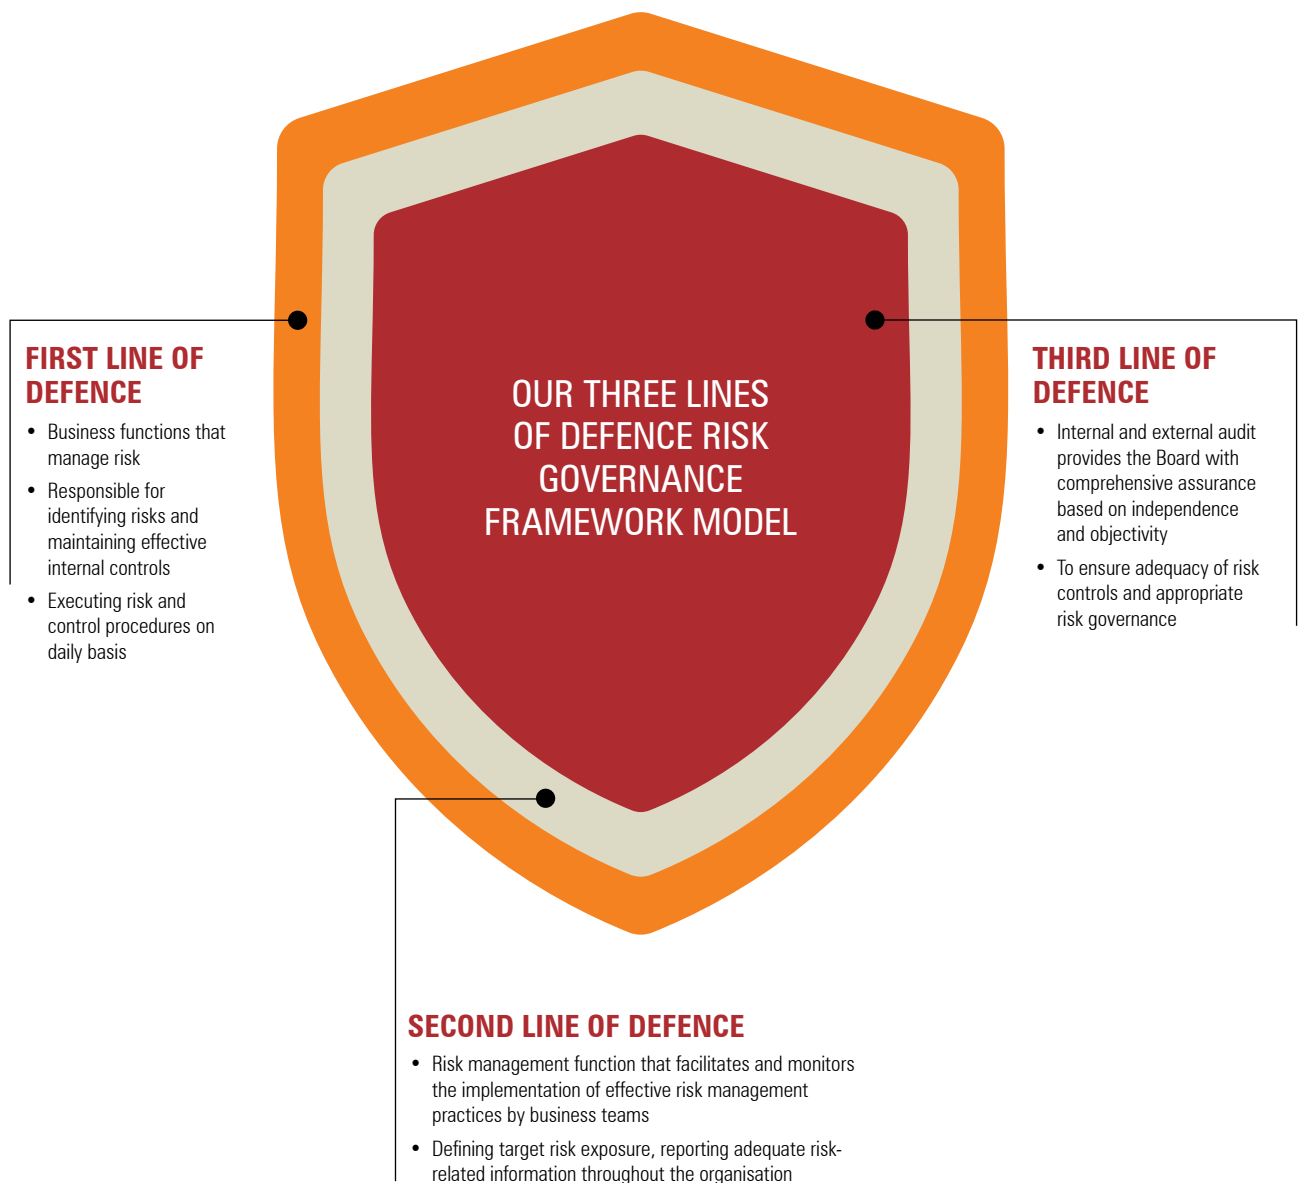 OUR THREE LINES
OF DEFENCE RISK
GOVERNANCE
FRAMEWORK MODEL
FIRST LINE OF
DEFENCE
• Business functions that
manage risk
• Responsible for
identifying risks and
maintaining effective
internal controls
• Executing risk and
control procedures on
daily basis
THIRD LINE OF
DEFENCE
• Internal and external audit
provides the Board with
comprehensive assurance
based on independence
and objectivity
• To ensure adequacy of risk
controls and appropriate
risk governance
SECOND LINE OF DEFENCE
• Risk management function that facilitates and monitors
the implementation of effective risk management
practices by business teams
• Defining target risk exposure, reporting adequate risk-
related information throughout the organisation